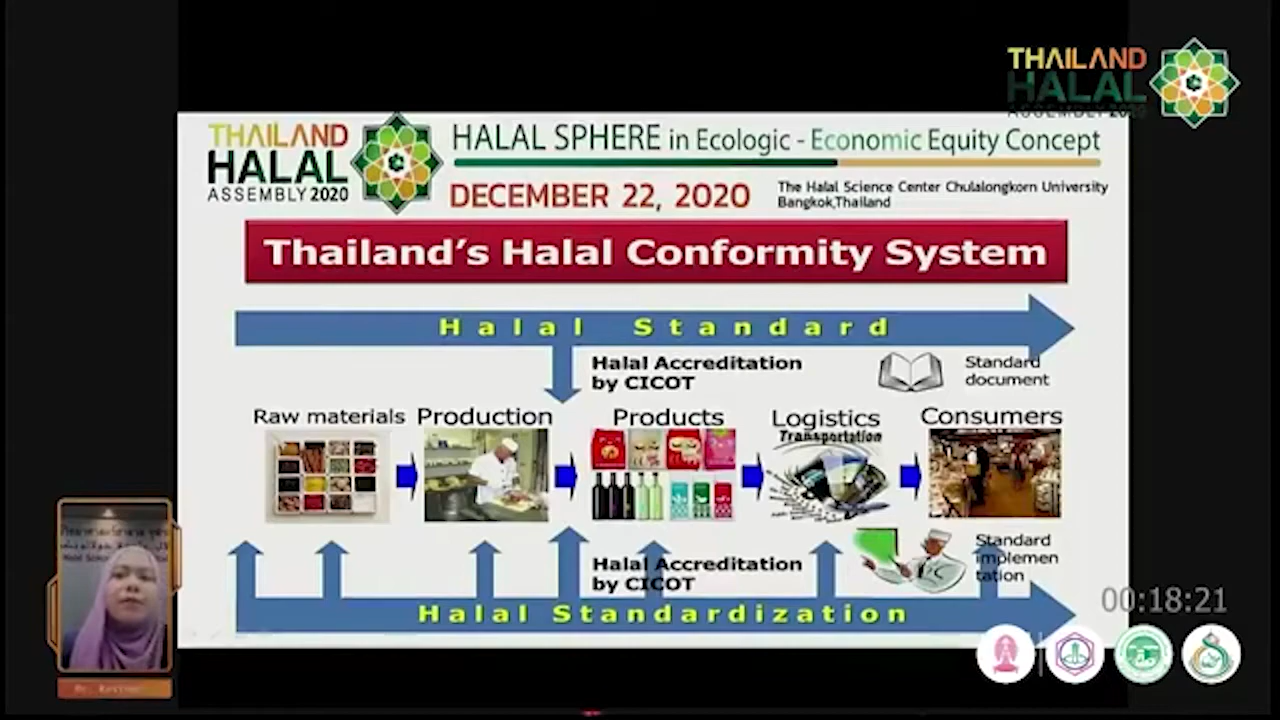 THAILAND
HALAL
ASSEMBLY 2020
THAILAND
HALAL
ASSEMBLY 2020
HALAL SPHERE in Ecologic - Economic Equity Concept
DECEMBER 22, 2020
The Halal Science Center Chulalongkorn University
Bangkok,Thailand
Thailand's Halal Conformity System
Halal Standard
Halal Accreditation
by CICOT
Standard
document
Raw materials
Production
Products
Logistics
Consumers
Transportation
Halal Accreditation
by CICOT
Standard
implemen
tation
Halal Standardization
00:18:21